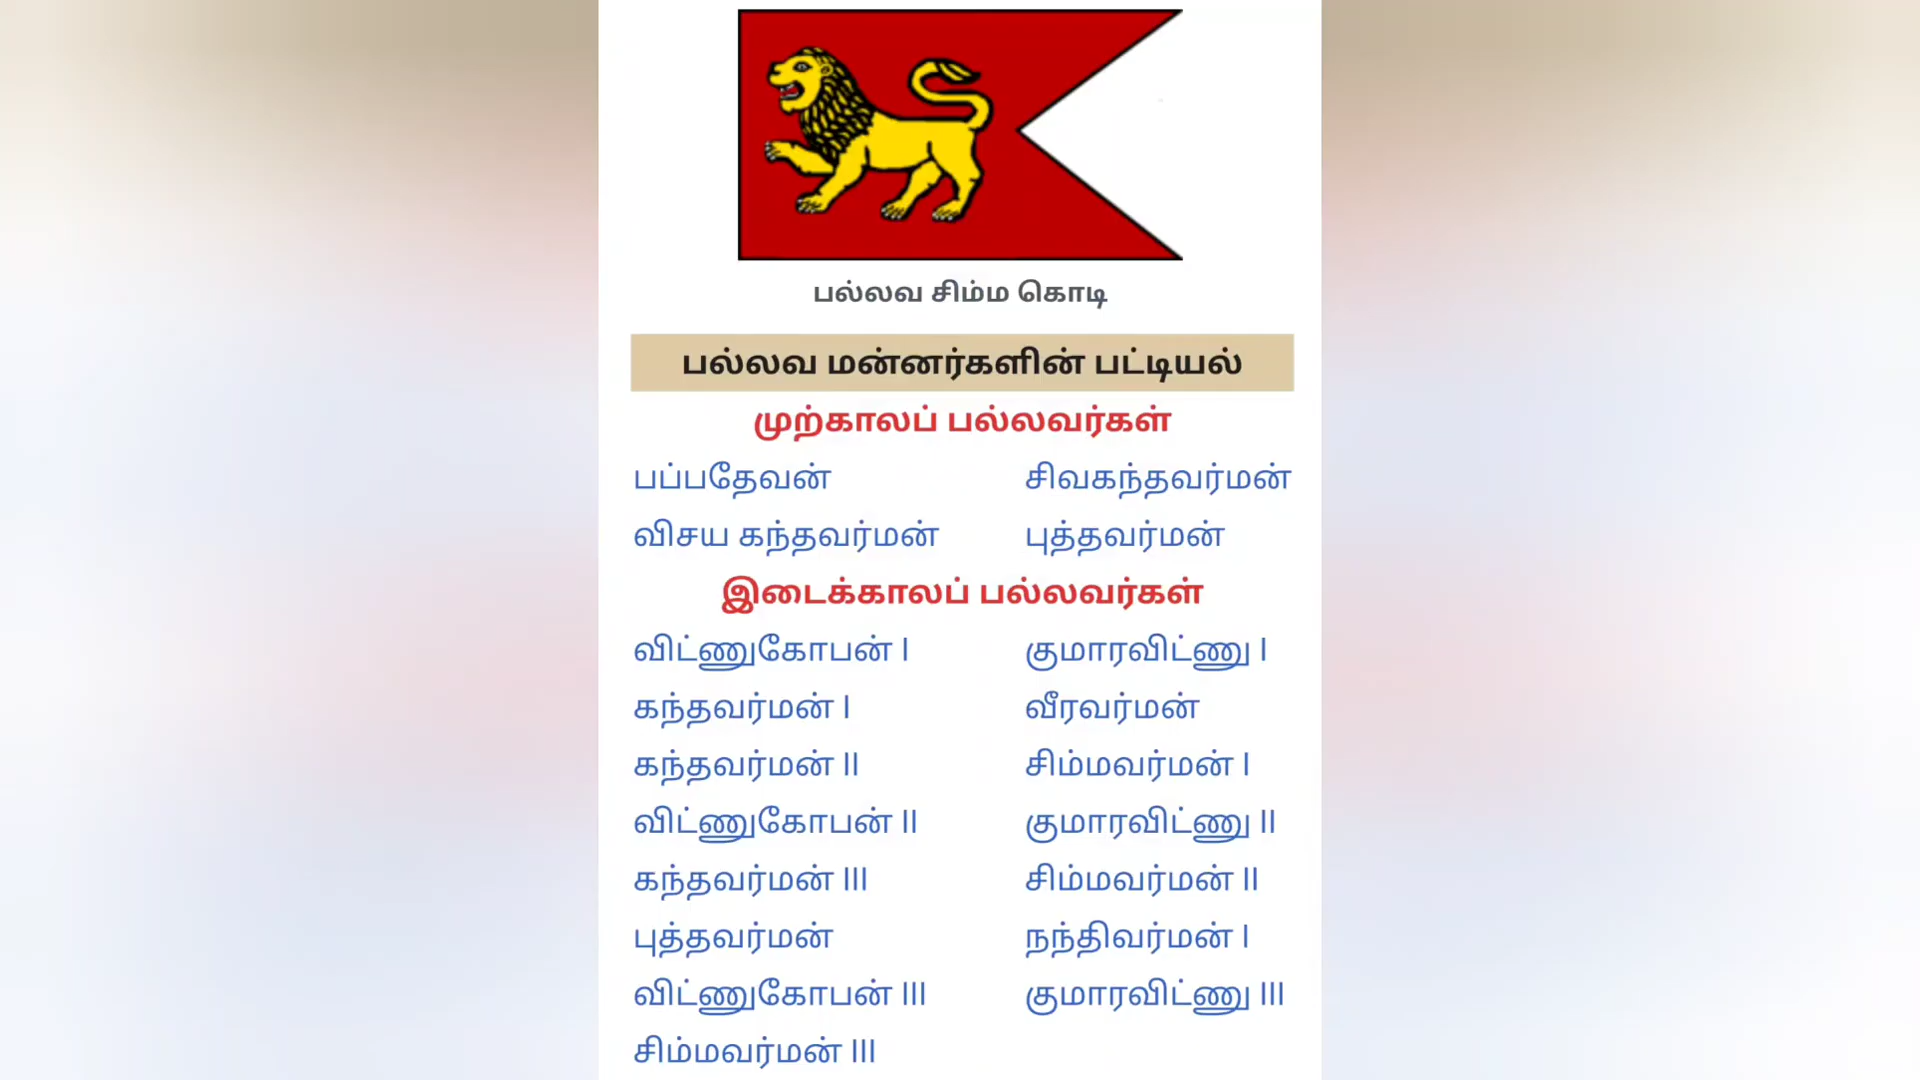 பல்லவ சிம்ம கொடி
பல்லவ மன்னர்களின் பட்டியல்
முற்காலப் பல்லவர்கள்
பப்பதேவன் சிவகந்தவர்மன்
விசய கந்தவர்மன் புத்தவர்மன்
இடைக்காலப் பல்லவர்கள்
விட்ணுகோபன் I குமாரவிட்ணு I
கந்தவர்மன் I வீரவர்மன்
கந்தவர்மன் II சிம்மவர்மன் I
விட்ணுகோபன் II குமாரவிட்ணு II
கந்தவர்மன் III சிம்மவர்மன் II
புத்தவர்மன் நந்திவர்மன் I
விட்ணுகோபன் III குமாரவிட்ணு III
சிம்மவர்மன் III